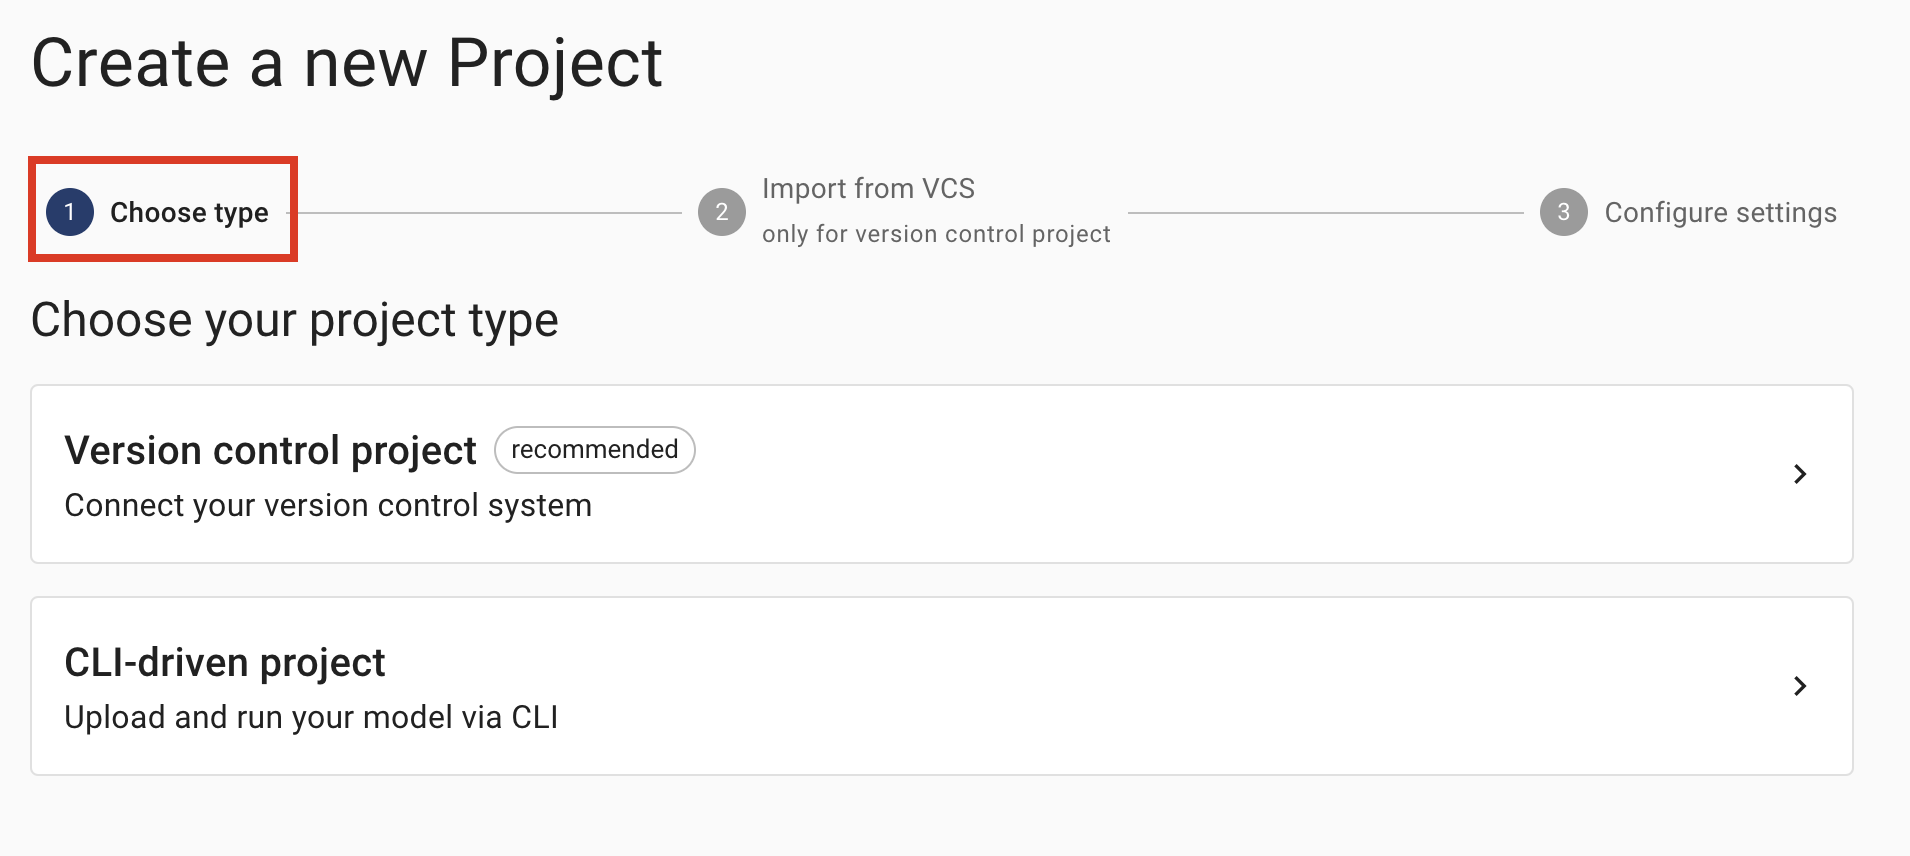 Create a new Project
1 Choose type
2 Import from VCS
only for version control project
3 Configure settings
Choose your project type
Version control project recommended
Connect your version control system
CLI-driven project
Upload and run your model via CLI